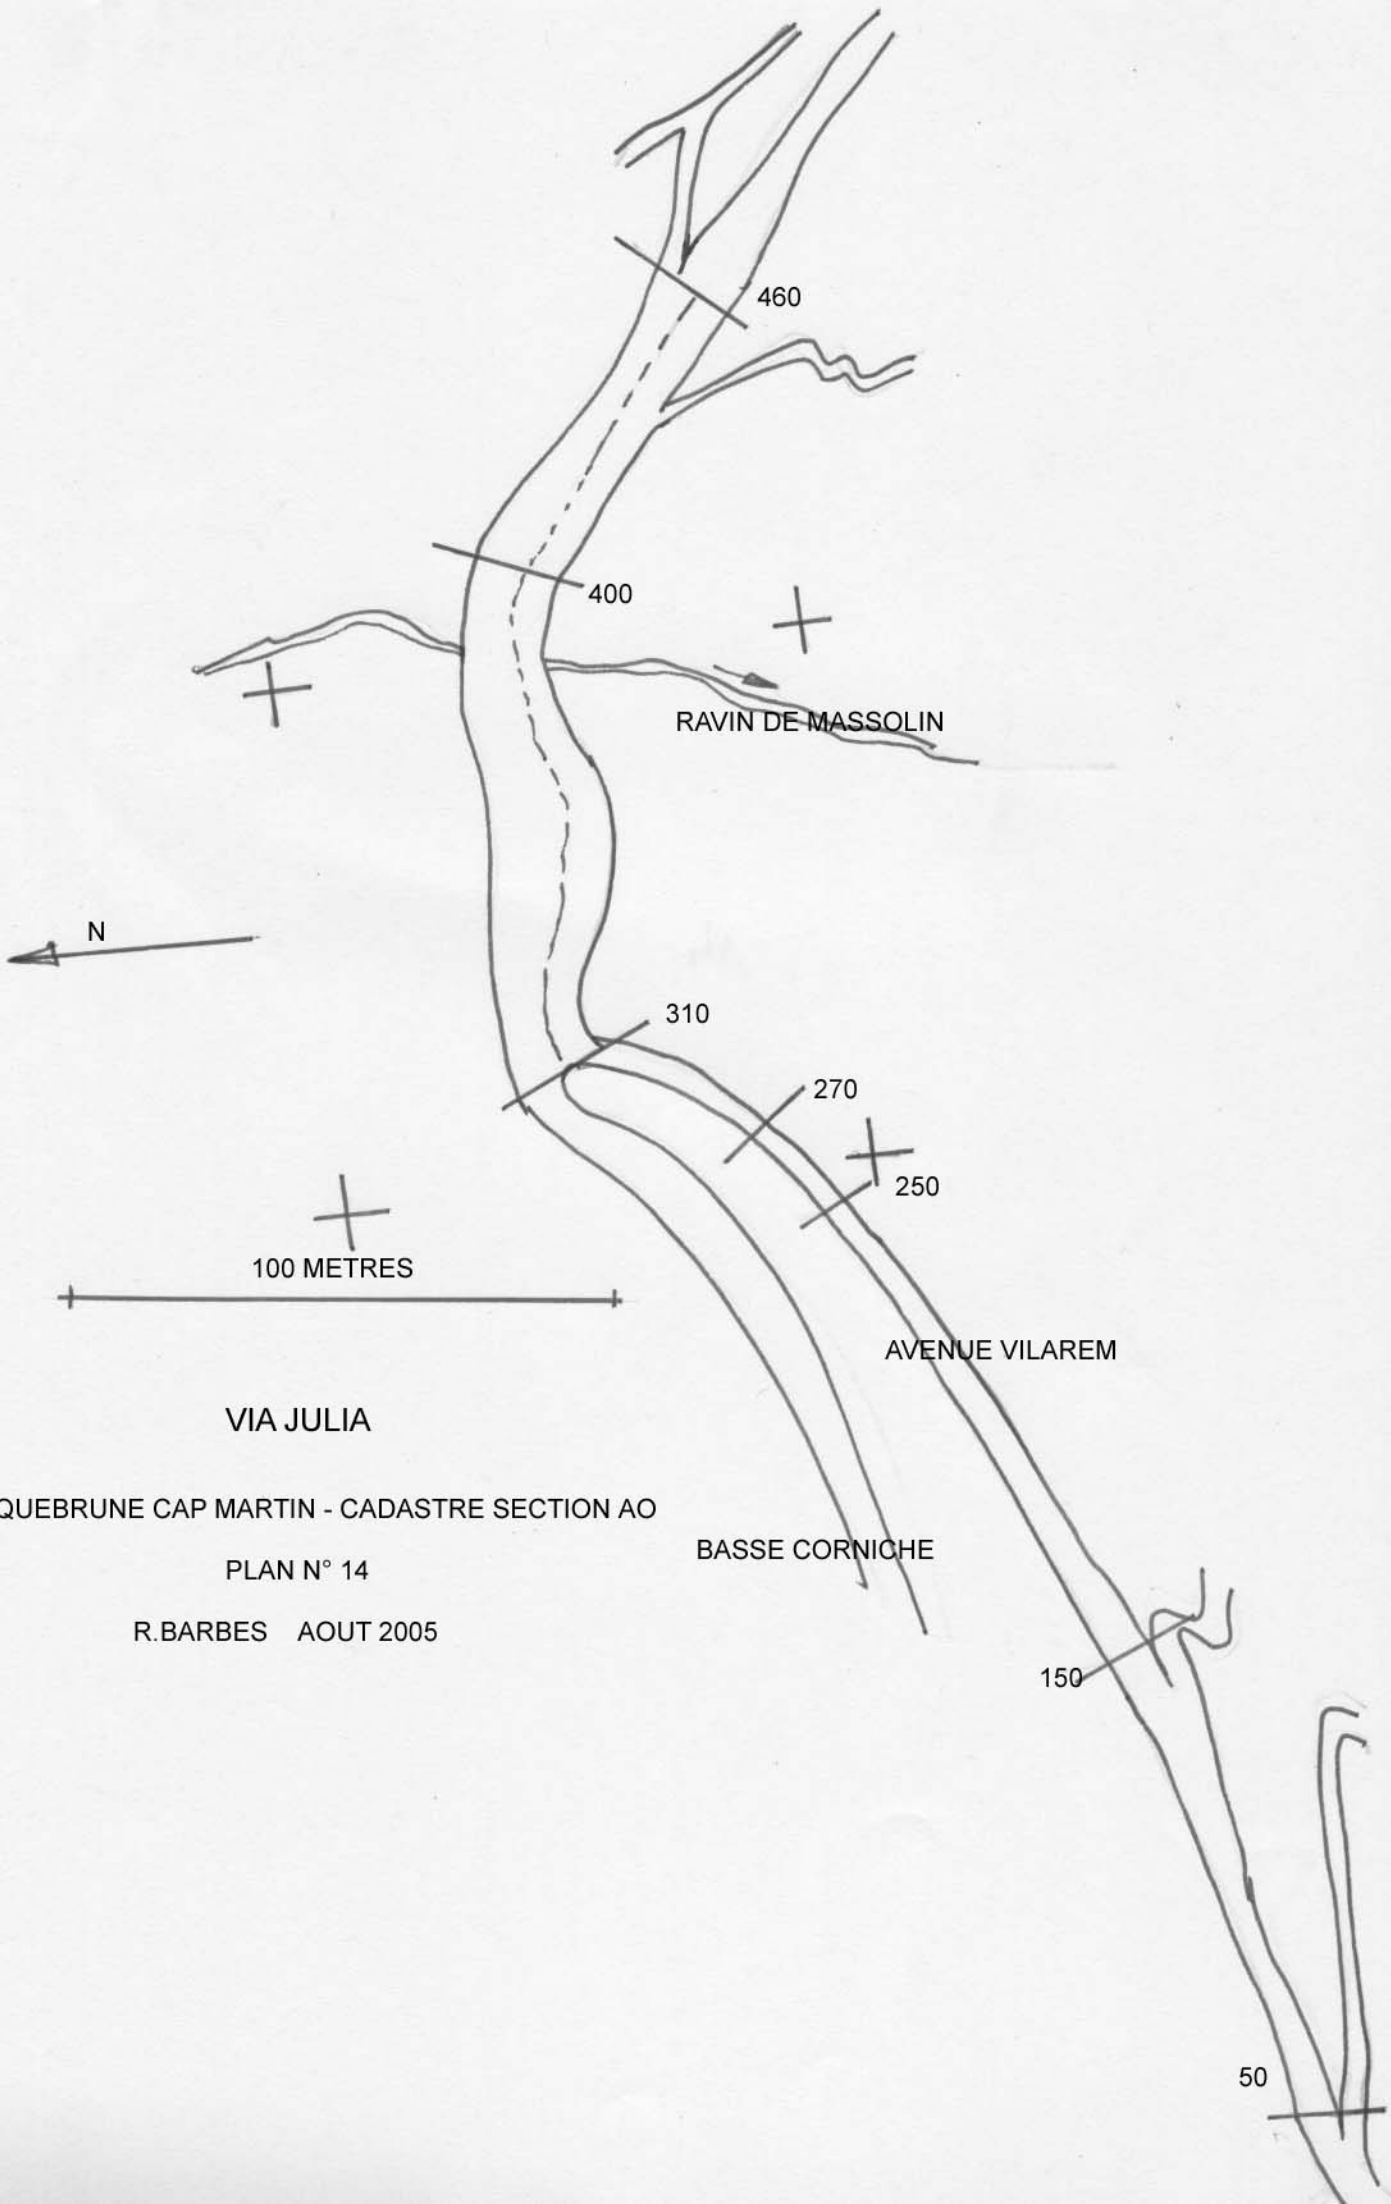 460
400
RAVIN DE MASSOLIN
N
310
270
250
100 METRES
AVENUE VILAREM
VIA JULIA
QUEBRUNE CAP MARTIN - CADASTRE SECTION AO
BASSE CORNICHE
PLAN N° 14
R.BARBES AOUT 2005
150
50